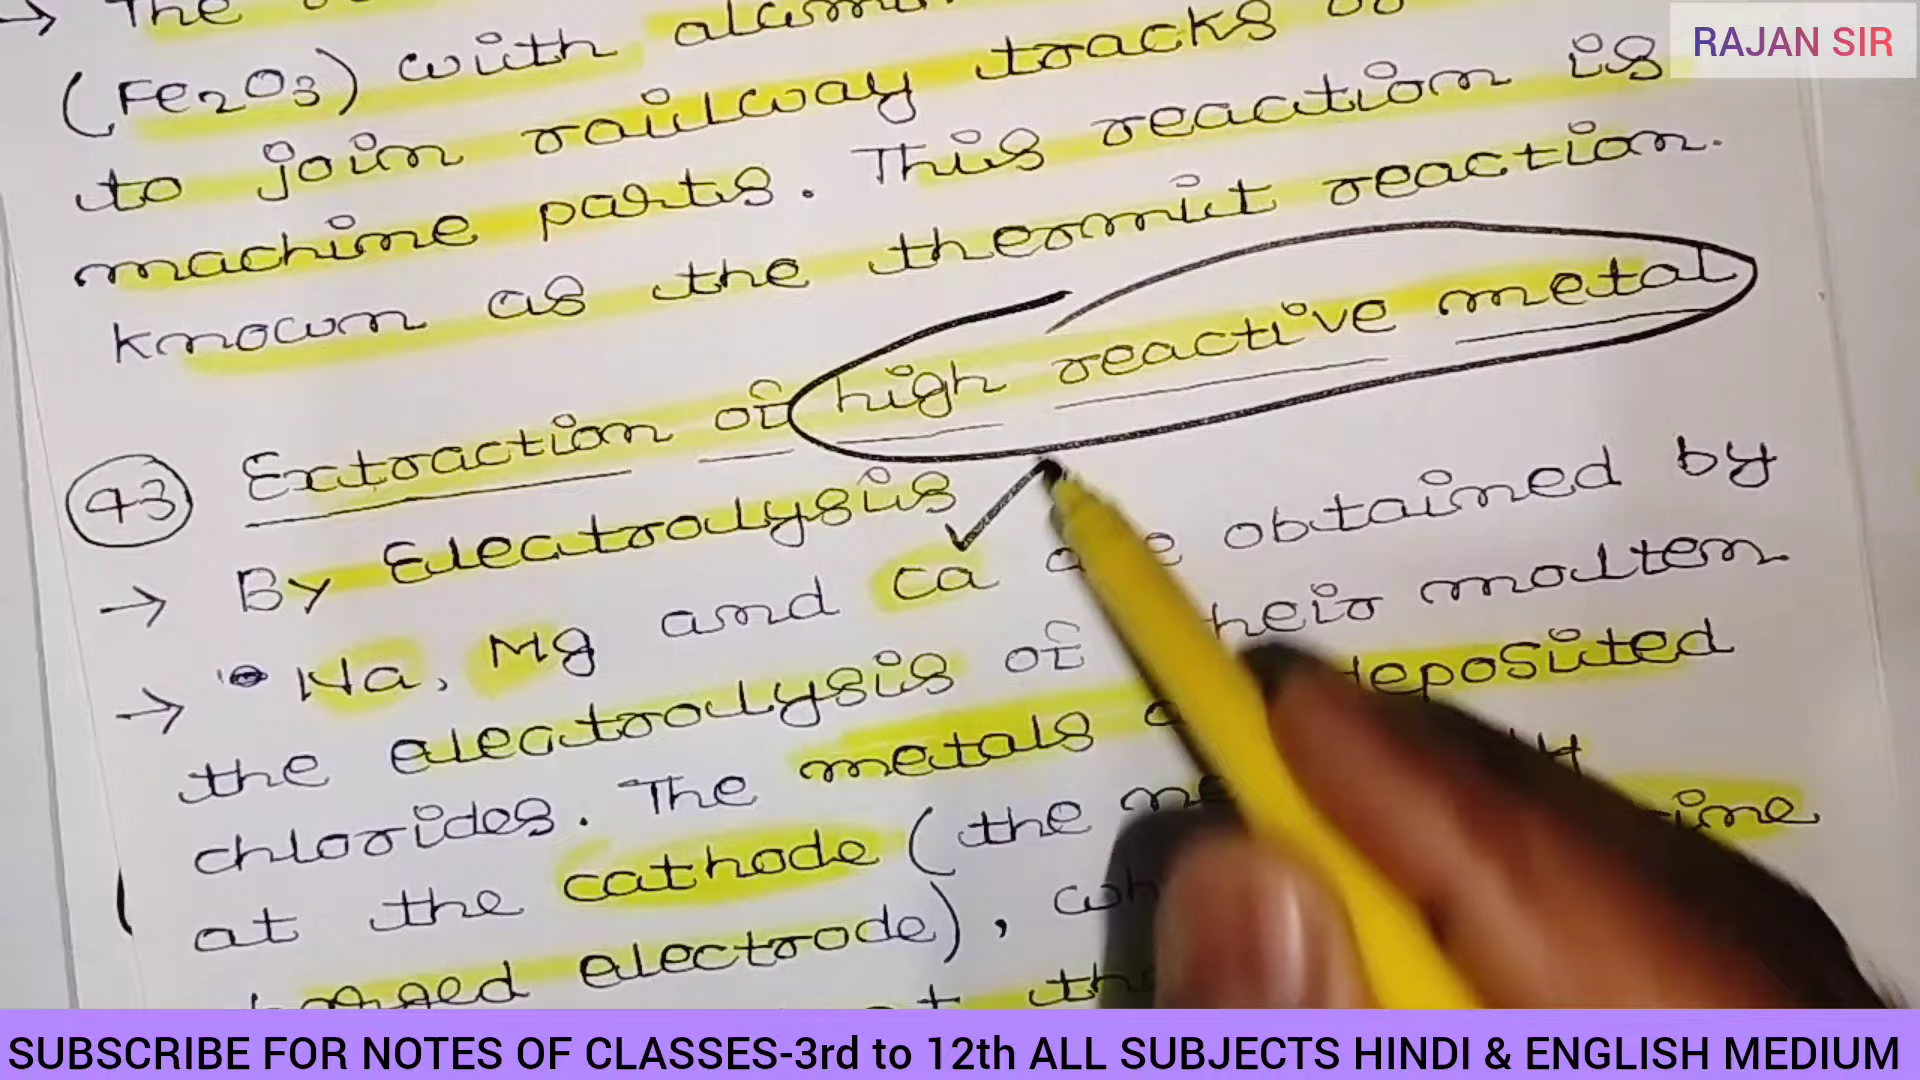 → The
(Fe2O3) with alumin
to join railway tracks or
machine parts. This reaction is
known as the thermit reaction.
43 Extraction of high reactive metal
→ By Electrolysis
→ Na, Mg and Ca are obtained by
the electrolysis of their molten
chlorides. The metals deposited
at the cathode (the
electrode),
the
RAJAN SIR
SUBSCRIBE FOR NOTES OF CLASSES-3rd to 12th ALL SUBJECTS HINDI & ENGLISH MEDIUM